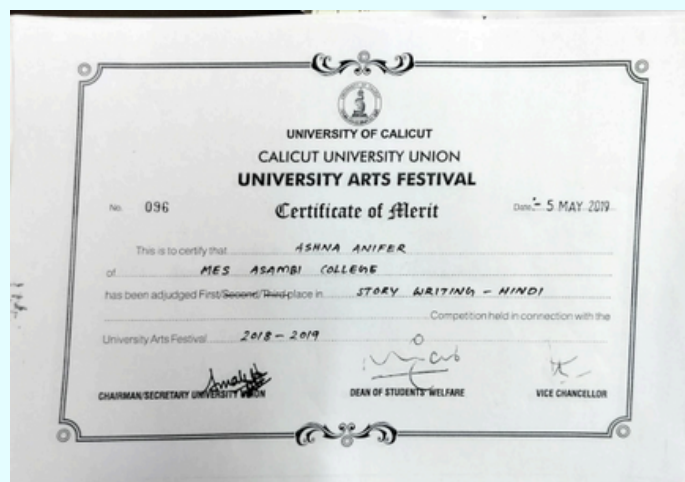 UNIVERSITY OF CALICUT
CALICUT UNIVERSITY UNION
UNIVERSITY ARTS FESTIVAL
No. 096 Certificate of Merit Date:- 5 MAY 2019
This is to certify that ASHNA ANIFER
of MES ASAMBI COLLEGE
has been adjudged First/Second/Third place in STORY WRITING - HINDI
Competition held in connection with the
University Arts Festival 2018-2019
CHAIRMAN/SECRETARY UNIVERSITY UNION DEAN OF STUDENTS' WELFARE VICE CHANCELLOR